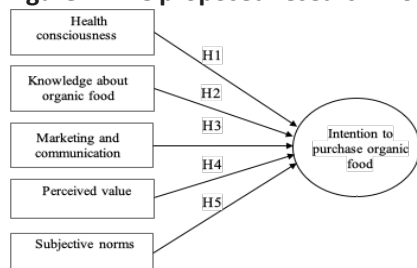 Health
consciousness
H1
Knowledge about
organic food
H2
H3
Marketing and
communication
Intention to
purchase organic
food
H4
Perceived value
H5
Subjective norms